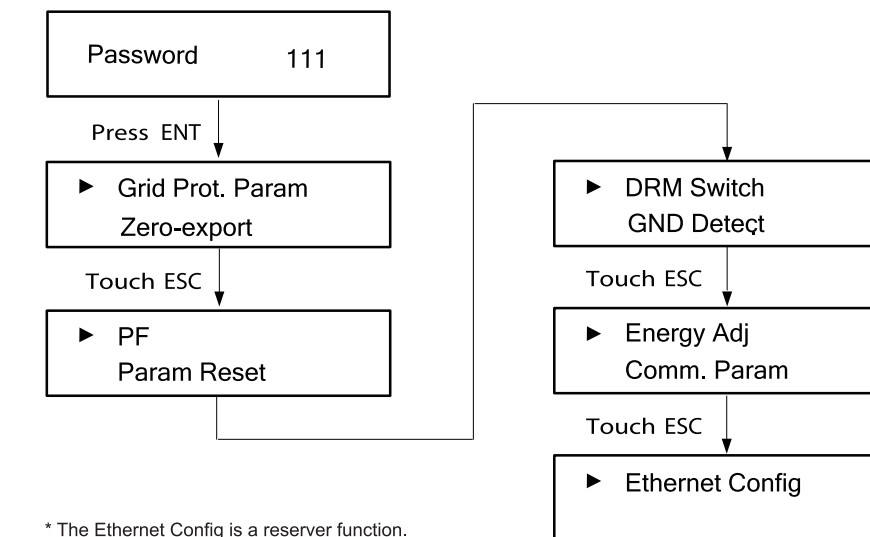 Password 111
Press ENT
► Grid Prot. Param
Zero-export
Touch ESC
► PF
Param Reset
► DRM Switch
GND Detect
Touch ESC
► Energy Adj
Comm. Param
Touch ESC
► Ethernet Config
* The Ethernet Config is a reserver function.